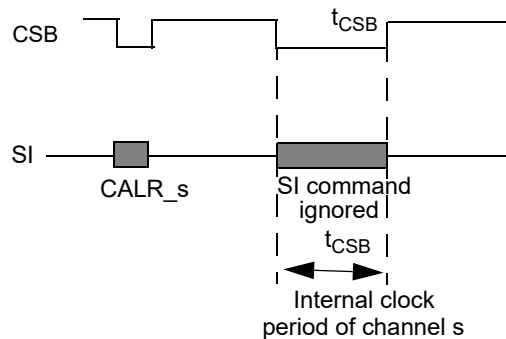 CSB
tCSB
SI
CALR_s
SI command
ignored
tCSB
Internal clock
period of channel s